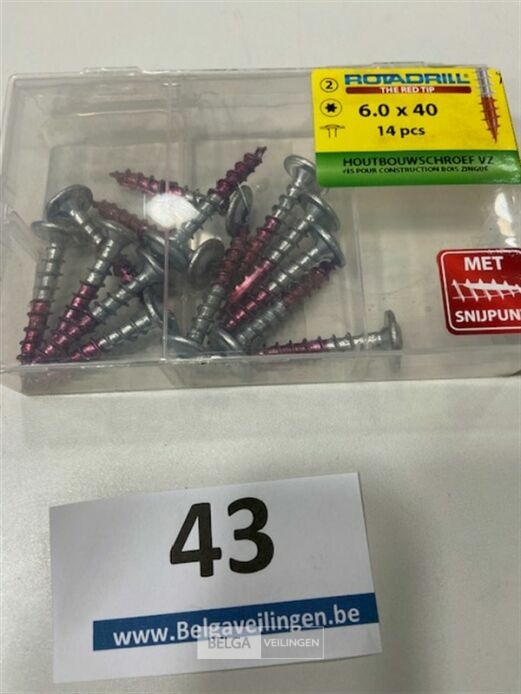 2 ROTADRILL
THE RED TIP
6.0 x 40
14 pcs
HOUTBOUWSCHROEF VZ
VIS POUR CONSTRUCTION BOIS ZINGUÉ
MET
SNIJPUN
43
www.Belgaveilingen.be
BELGA VEILINGEN